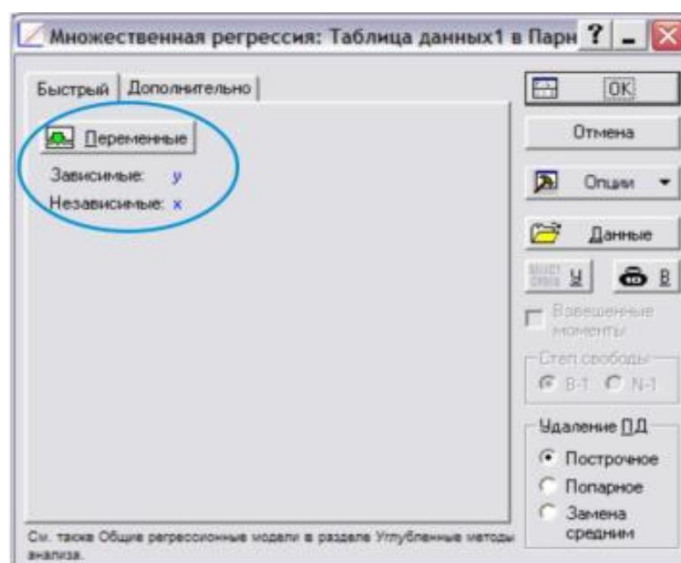 Множественная регрессия: Таблица данных1 в Парн
Быстрый Дополнительно
Переменные
Зависимые: y
Независимые: x
OK
Отмена
Опции
Данные
У В
Взвешенные
моменты
Степ свободы
В-1 N-1
Удаление ПД
Построчное
Попарное
Замена
средним
См. также Общие регрессионные модели в разделе Углубленные методы
анализа.